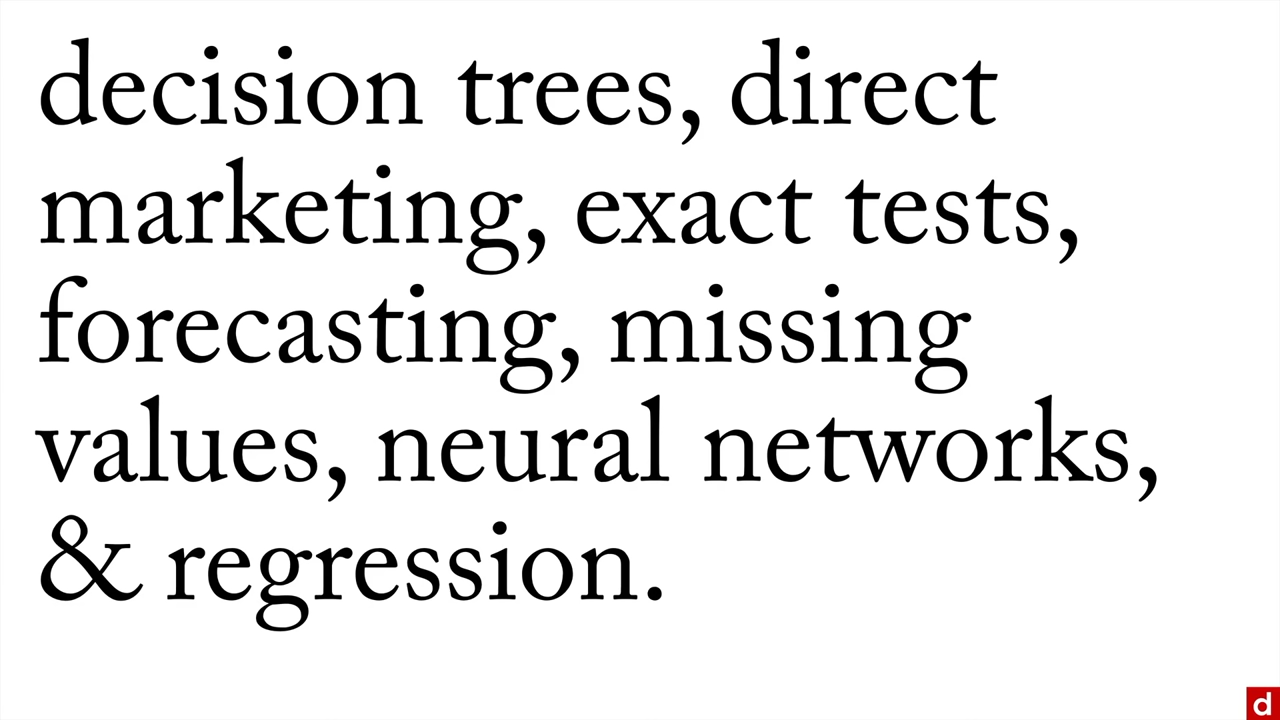 decision trees, direct
marketing, exact tests,
forecasting, missing
values, neural networks,
& regression.
d